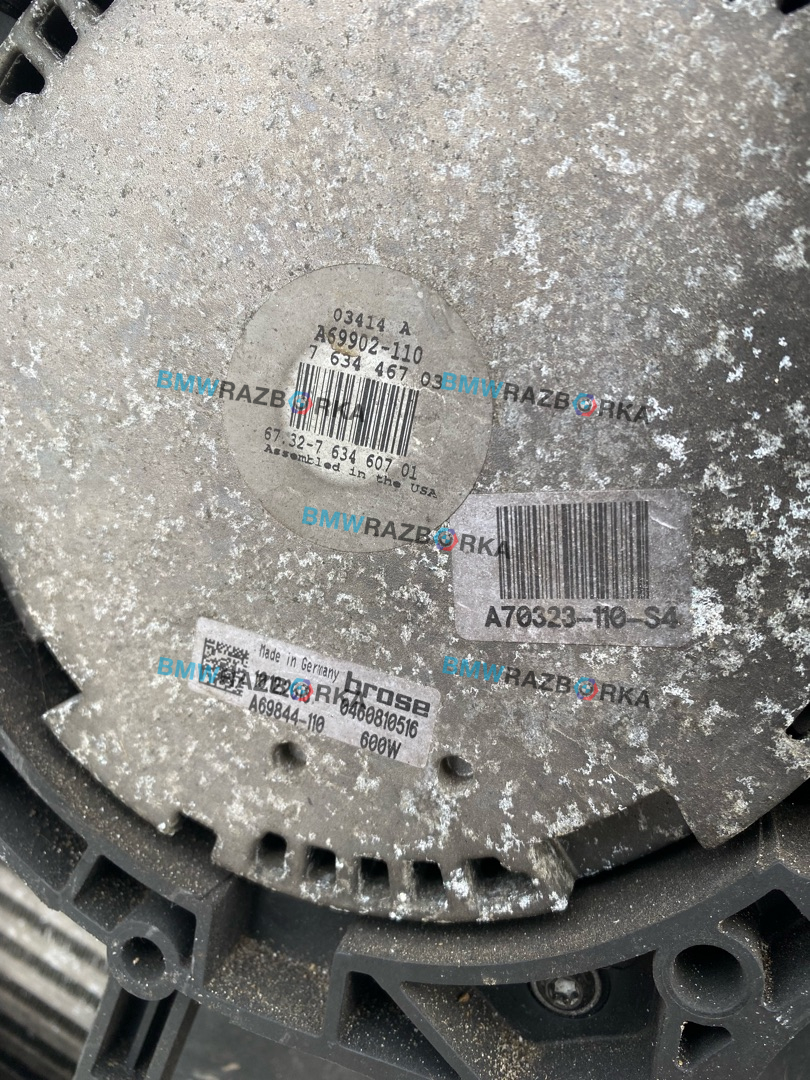 03414 A
A69902-110
7 634 467 03
67.32-7 634 607 01
Assembled in the USA
BMWRAZBORKA
BMWRAZBORKA
BMWRAZBORKA
A70323-110-S4
Made in Germany
brose
0460810516
A69844-110
600W
BMWRAZBORKA
BMWRAZBORKA